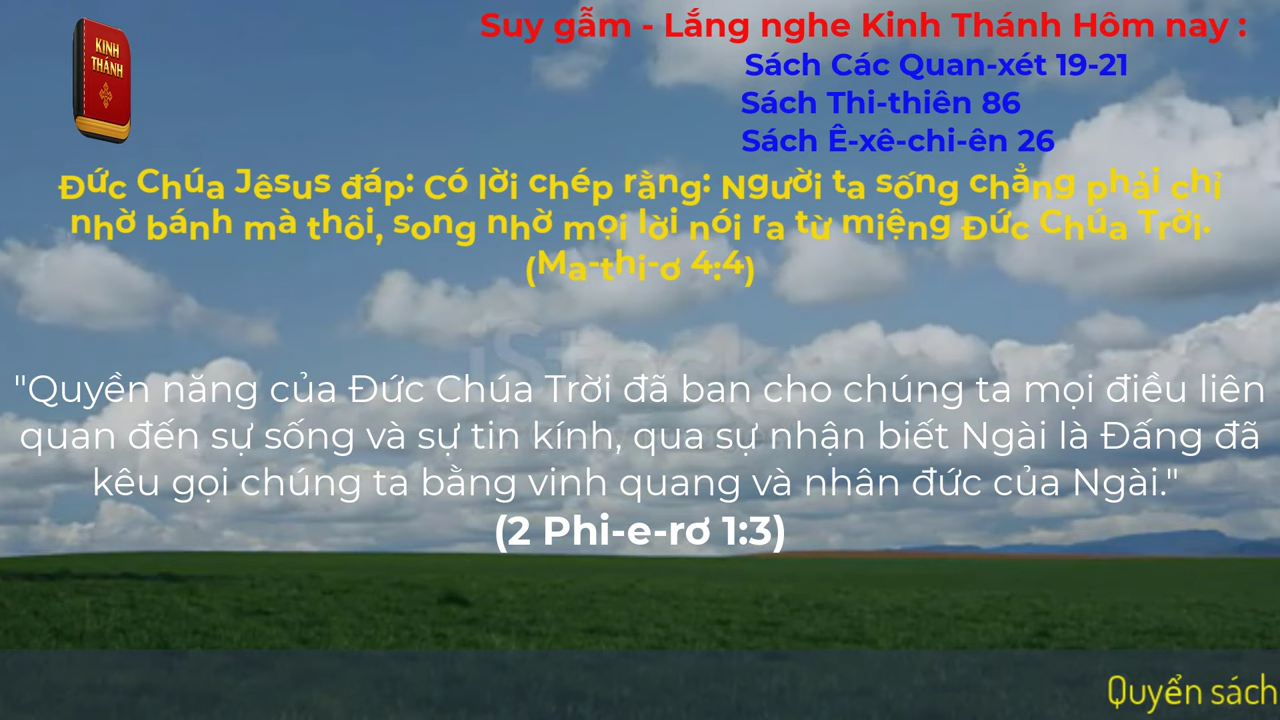 KINH
THÁNH
Suy gẫm - Lắng nghe Kinh Thánh Hôm nay :
Sách Các Quan-xét 19-21
Sách Thi-thiên 86
Sách Ê-xê-chi-ên 26
Đức Chúa Jêsus đáp: Có lời chép rằng: Người ta sống chẳng phải chỉ
nhờ bánh mà thôi, song nhờ mọi lời nói ra từ miệng Đức Chúa Trời.
(Ma-thi-ơ 4:4)
iStock
"Quyền năng của Đức Chúa Trời đã ban cho chúng ta mọi điều liên
quan đến sự sống và sự tin kính, qua sự nhận biết Ngài là Đấng đã
kêu gọi chúng ta bằng vinh quang và nhân đức của Ngài."
(2 Phi-e-rơ 1:3)
Quyển sách